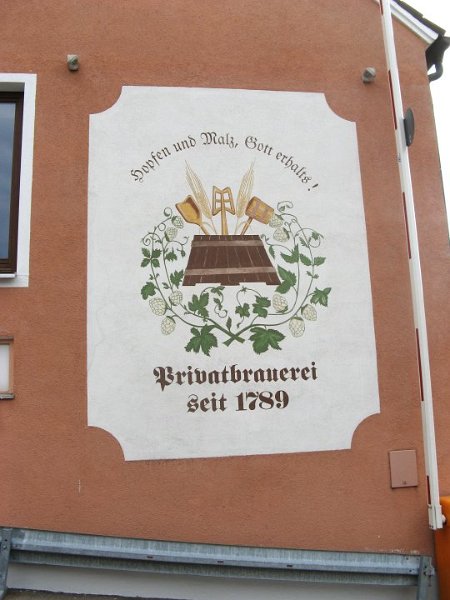 Hopfen und Malz, Gott erhalts!
Privatbrauerei
seit 1789